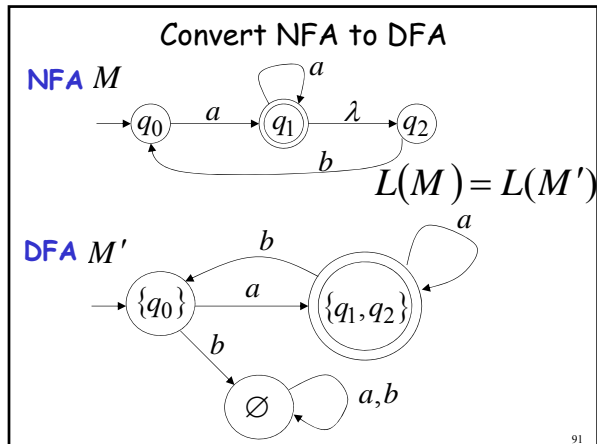 Convert NFA to DFA
NFA M
a
q₀ a q₁ λ q₂
b
L(M) = L(M′)
DFA M′
a
b
{q₀} a {q₁, q₂}
b
∅ a,b
91